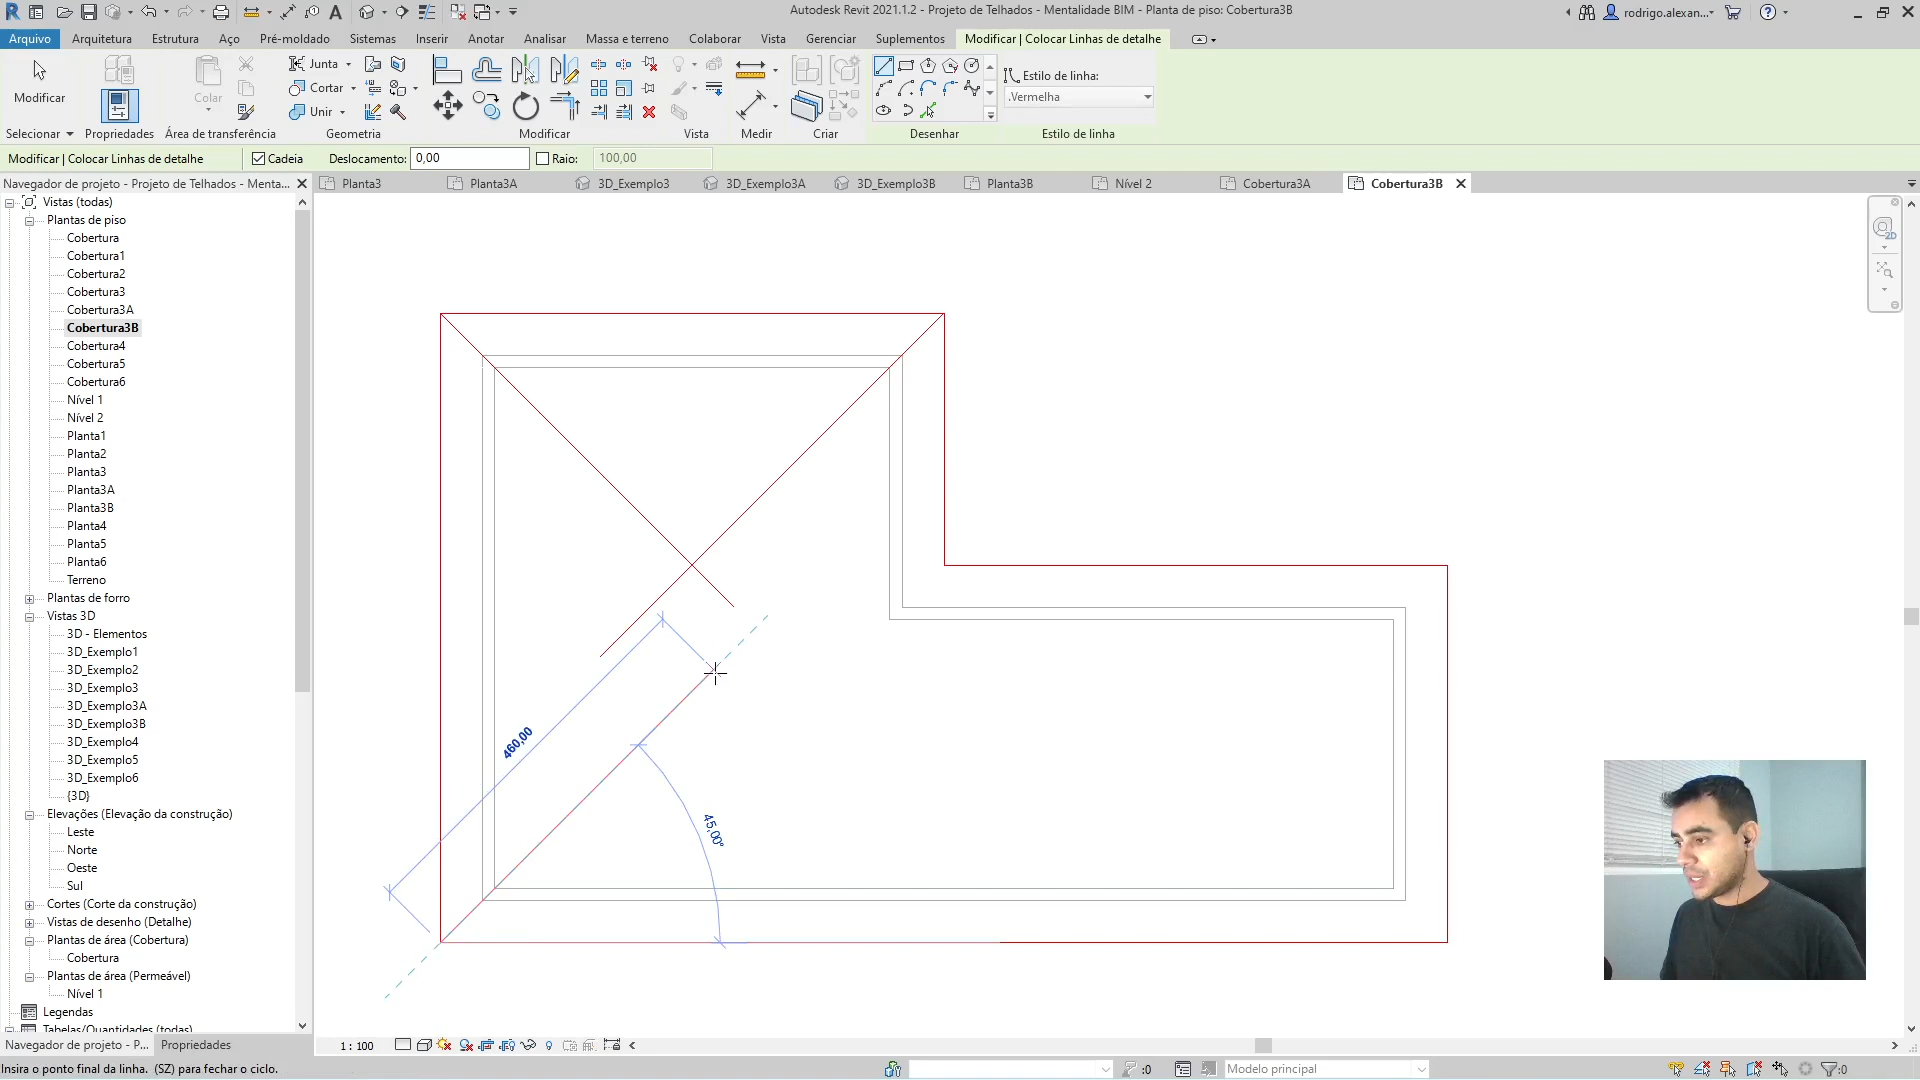 Autodesk Revit 2021.1.2 - Projeto de Telhados - Mentalidade BIM - Planta de piso: Cobertura3B
rodrigo.alexan...
Arquivo Arquitetura Estrutura Aço Pré-moldado Sistemas Inserir Anotar Analisar Massa e terreno Colaborar Vista Gerenciar Suplementos Modificar | Colocar Linhas de detalhe
Modificar
Colar
Junta
Cortar
Unir
Estilo de linha:
.Vermelha
Selecionar Propriedades Área de transferência Geometria Modificar Vista Medir Criar Desenhar Estilo de linha
Modificar | Colocar Linhas de detalhe Cadeia Deslocamento: 0,00 Raio: 100,00
Navegador de projeto - Projeto de Telhados - Menta...
Planta3 Planta3A 3D_Exemplo3 3D_Exemplo3A 3D_Exemplo3B Planta3B Nível 2 Cobertura3A Cobertura3B
Vistas (todas)
Plantas de piso
Cobertura
Cobertura1
Cobertura2
Cobertura3
Cobertura3A
Cobertura3B
Cobertura4
Cobertura5
Cobertura6
Nível 1
Nível 2
Planta1
Planta2
Planta3
Planta3A
Planta3B
Planta4
Planta5
Planta6
Terreno
Plantas de forro
Vistas 3D
3D - Elementos
3D_Exemplo1
3D_Exemplo2
3D_Exemplo3
3D_Exemplo3A
3D_Exemplo3B
3D_Exemplo4
3D_Exemplo5
3D_Exemplo6
{3D}
Elevações (Elevação da construção)
Leste
Norte
Oeste
Sul
Cortes (Corte da construção)
Vistas de desenho (Detalhe)
Plantas de área (Cobertura)
Cobertura
Plantas de área (Permeável)
Nível 1
Legendas
Tabelas/Quantidades (todas)
2D
460,00
45,00°
Navegador de projeto - P... Propriedades
1 : 100
Insira o ponto final da linha. (SZ) para fechar o ciclo.
:0
Modelo principal
:0